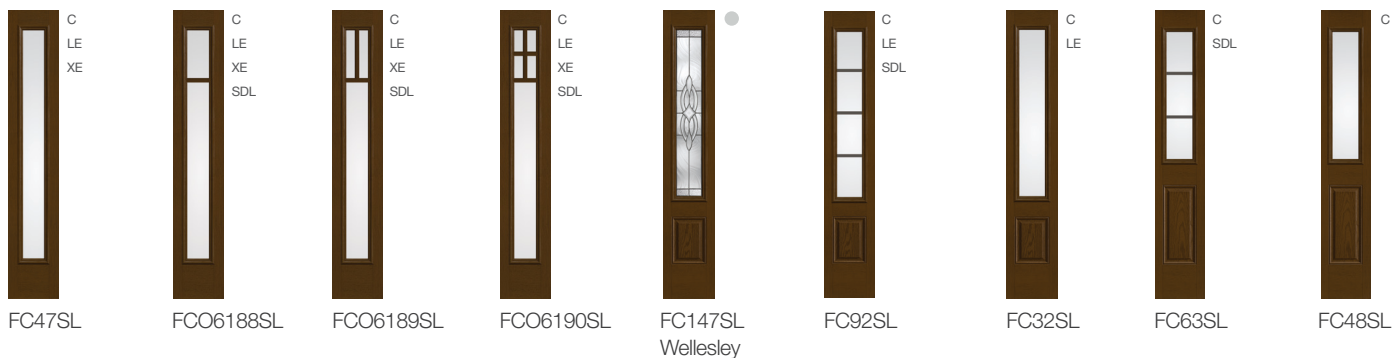 C
LE
XE
FC47SL
C
LE
XE
SDL
FCO6188SL
C
LE
XE
SDL
FCO6189SL
C
LE
XE
SDL
FCO6190SL
FC147SL
Wellesley
C
LE
SDL
FC92SL
C
LE
FC32SL
C
SDL
FC63SL
C
FC48SL